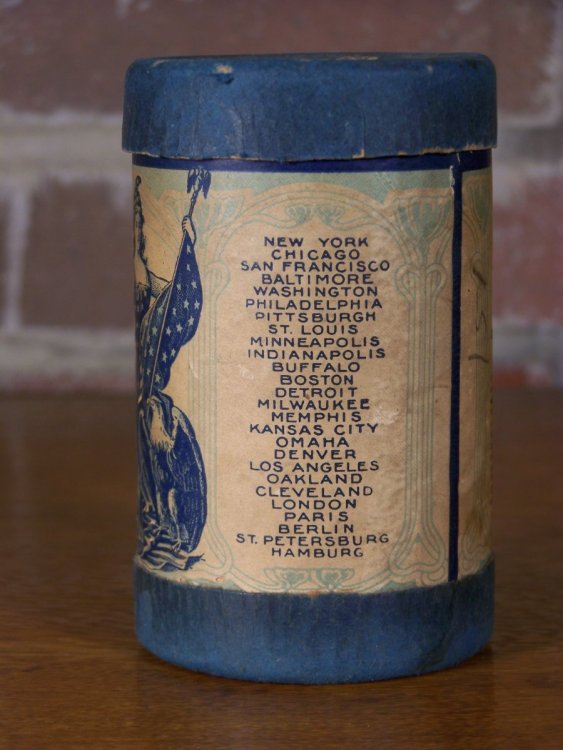 NEW YORK
CHICAGO
SAN FRANCISCO
BALTIMORE
WASHINGTON
PHILADELPHIA
PITTSBURGH
ST. LOUIS
MINNEAPOLIS
INDIANAPOLIS
BUFFALO
BOSTON
DETROIT
MILWAUKEE
MEMPHIS
KANSAS CITY
OMAHA
DENVER
LOS ANGELES
OAKLAND
CLEVELAND
LONDON
PARIS
BERLIN
ST. PETERSBURG
HAMBURG